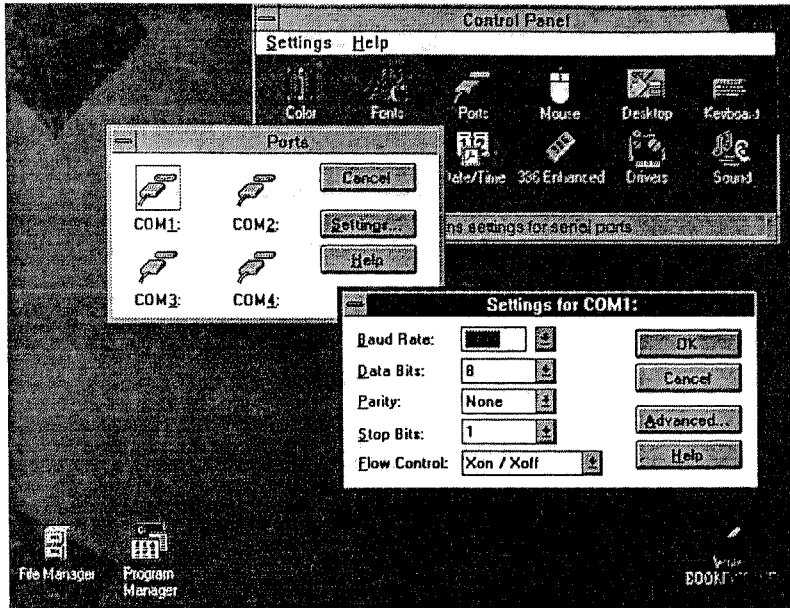 Control Panel
Settings Help
Color Fonts Ports Mouse Desktop Keyboard
Date/Time 386 Enhanced Drivers Sound
settings for serial ports
Ports
COM1: COM2:
COM3: COM4:
Cancel
Settings...
Help
Settings for COM1:
Baud Rate:
Data Bits: 8
Parity: None
Stop Bits: 1
Flow Control: Xon / Xoff
OK
Cancel
Advanced...
Help
File Manager
Program
Manager
Write